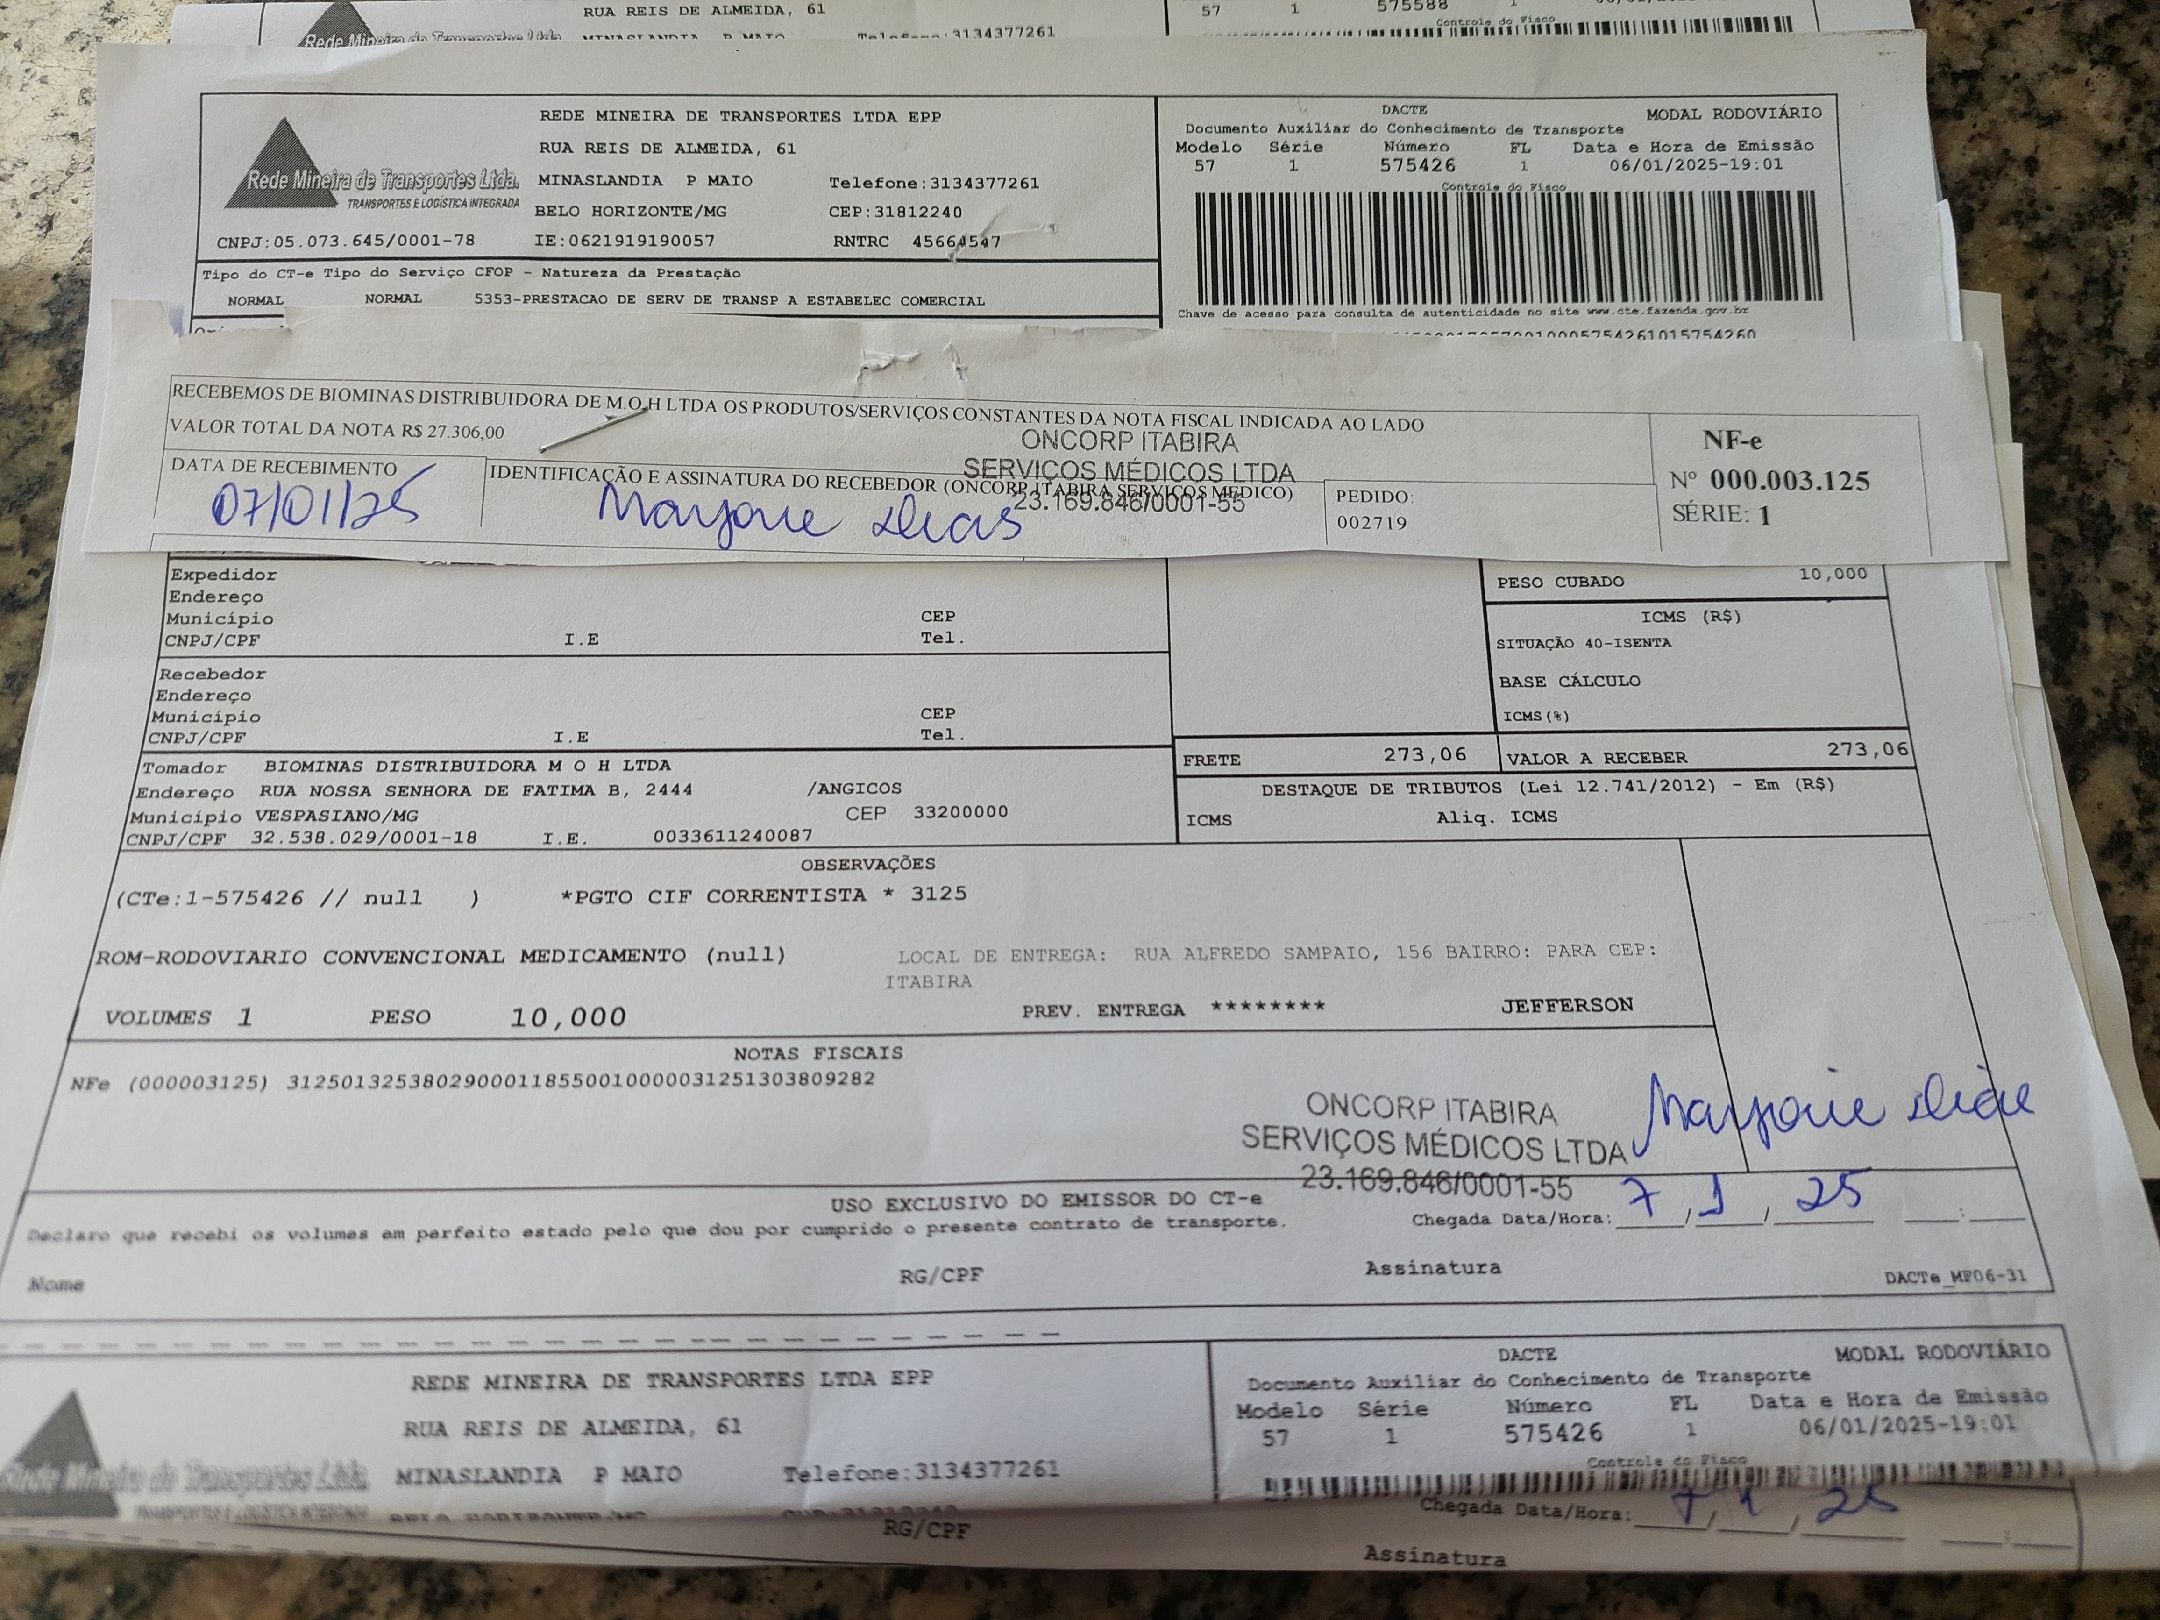 RUA REIS DE ALMEIDA, 61
57 1 575588 1
Controle do Fisco
Rede Mineira de Transportes Ltda.
MINASLANDIA P MAIO Telefone:3134377261
REDE MINEIRA DE TRANSPORTES LTDA EPP
RUA REIS DE ALMEIDA, 61
MINASLANDIA P MAIO Telefone:3134377261
BELO HORIZONTE/MG CEP:31812240
Rede Mineira de Transportes Ltda.
TRANSPORTES E LOGÍSTICA INTEGRADA
CNPJ:05.073.645/0001-78 IE:0621919190057 RNTRC 45664547
DACTE MODAL RODOVIÁRIO
Documento Auxiliar do Conhecimento de Transporte
Modelo Série Número FL Data e Hora de Emissão
57 1 575426 1 06/01/2025-19:01
Controle do Fisco
Tipo do CT-e Tipo do Serviço CFOP - Natureza da Prestação
NORMAL NORMAL 5353-PRESTACAO DE SERV DE TRANSP A ESTABELEC COMERCIAL
Chave de acesso para consulta de autenticidade no site www.cte.fazenda.gov.br
RECEBEMOS DE BIOMINAS DISTRIBUIDORA DE M.O.H LTDA OS PRODUTOS/SERVIÇOS CONSTANTES DA NOTA FISCAL INDICADA AO LADO
VALOR TOTAL DA NOTA R$ 27.306,00
ONCORP ITABIRA
SERVIÇOS MÉDICOS LTDA
23.169.846/0001-55
DATA DE RECEBIMENTO
07/01/25
IDENTIFICAÇÃO E ASSINATURA DO RECEBEDOR (ONCORP ITABIRA SERVIÇOS MEDICO)
Marjorie Dias
PEDIDO:
002719
NF-e
Nº 000.003.125
SÉRIE: 1
Expedidor
Endereço
Município CEP
CNPJ/CPF I.E Tel.
PESO CUBADO 10,000
ICMS (R$)
SITUAÇÃO 40-ISENTA
BASE CÁLCULO
ICMS(%)
Recebedor
Endereço
Município CEP
CNPJ/CPF I.E Tel.
FRETE 273,06 VALOR A RECEBER 273,06
Tomador BIOMINAS DISTRIBUIDORA M O H LTDA
Endereço RUA NOSSA SENHORA DE FATIMA B, 2444 /ANGICOS
Município VESPASIANO/MG CEP 33200000
CNPJ/CPF 32.538.029/0001-18 I.E. 0033611240087
DESTAQUE DE TRIBUTOS (Lei 12.741/2012) - Em (R$)
ICMS Aliq. ICMS
OBSERVAÇÕES
(CTe:1-575426 // null ) *PGTO CIF CORRENTISTA * 3125
ROM-RODOVIARIO CONVENCIONAL MEDICAMENTO (null) LOCAL DE ENTREGA: RUA ALFREDO SAMPAIO, 156 BAIRRO: PARA CEP:
ITABIRA
VOLUMES 1 PESO 10,000 PREV. ENTREGA ******** JEFFERSON
NOTAS FISCAIS
NFe (000003125) 31250132538029000118550010000031251303809282
ONCORP ITABIRA
SERVIÇOS MÉDICOS LTDA
23.169.846/0001-55
Marjorie Dias
USO EXCLUSIVO DO EMISSOR DO CT-e
Declaro que recebi os volumes em perfeito estado pelo que dou por cumprido o presente contrato de transporte.
Chegada Data/Hora: 7/1/25 :
Nome RG/CPF Assinatura DACTe_MF06-31
REDE MINEIRA DE TRANSPORTES LTDA EPP
RUA REIS DE ALMEIDA, 61
MINASLANDIA P MAIO Telefone:3134377261
Rede Mineira de Transportes Ltda.
DACTE MODAL RODOVIÁRIO
Documento Auxiliar do Conhecimento de Transporte
Modelo Série Número FL Data e Hora de Emissão
57 1 575426 1 06/01/2025-19:01
Controle do Fisco
Chegada Data/Hora: 7/1/25 :
RG/CPF
Assinatura